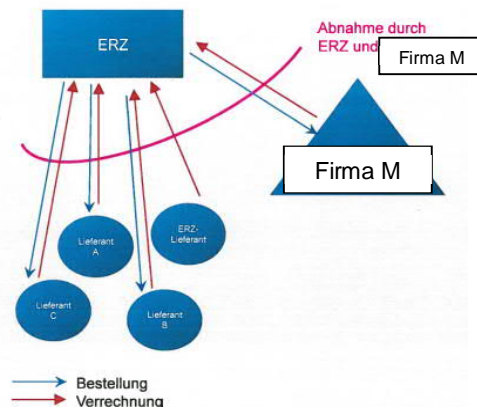 ERZ
Abnahme durch
ERZ und Firma M
Firma M
ERZ-
Lieferant
Lieferant
A
Lieferant
C
Lieferant
B
Bestellung
Verrechnung